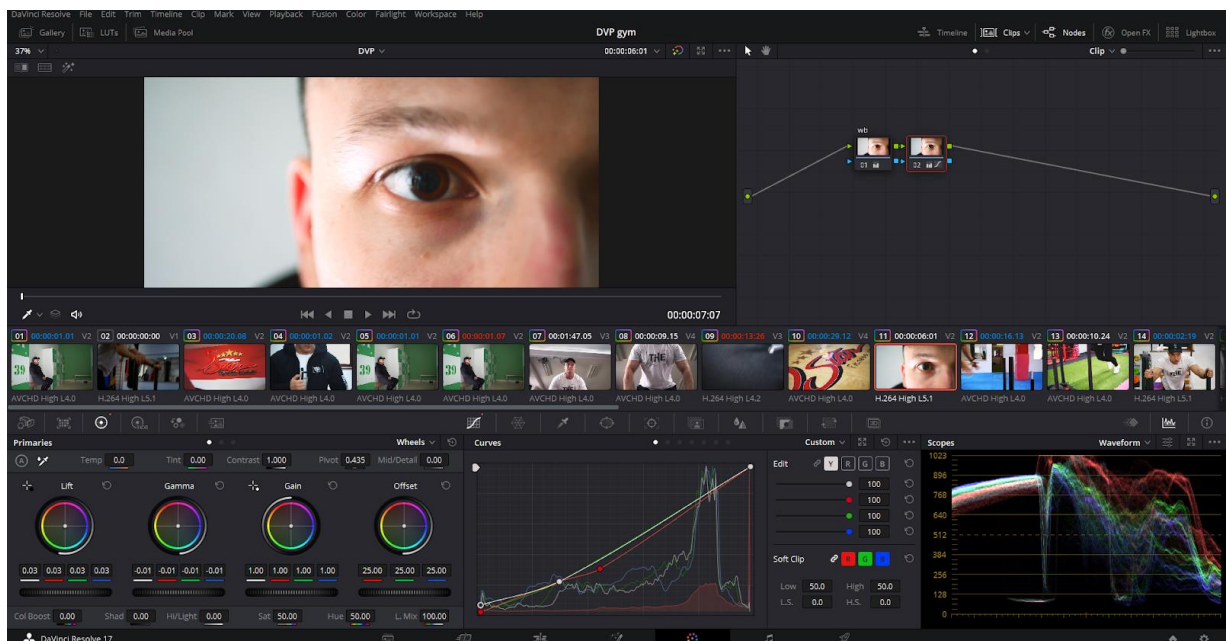 DaVinci Resolve File Edit Trim Timeline Clip Mark View Playback Fusion Color Fairlight Workspace Help
Gallery LUTs Media Pool DVP gym Timeline Clips Nodes Open FX Lightbox
37% DVP 00:00:06:01 Clip
wb
01 02
00:00:07:07
01 00:00:01.01 V2 02 00:00:00:00 V1 03 00:00:20.08 V2 04 00:00:01.02 V2 05 00:00:01.01 V2 06 00:00:01.07 V2 07 00:01:47.05 V3 08 00:00:09.15 V4 09 00:00:13:26 V3 10 00:00:29.12 V4 11 00:00:06:01 V2 12 00:00:16.13 V2 13 00:00:10.24 V2 14 00:00:02:19 V2
39 39 39 THE
AVCHD High L4.0 H.264 High L5.1 AVCHD High L4.0 AVCHD High L4.0 AVCHD High L4.0 AVCHD High L4.0 AVCHD High L4.0 AVCHD High L4.0 H.264 High L4.2 AVCHD High L4.0 H.264 High L5.1 AVCHD High L4.0 AVCHD High L4.0 AVCHD High L4.0
Primaries Wheels Curves Custom Scopes Waveform
Temp 0.0 Tint 0.00 Contrast 1.000 Pivot 0.435 Mid/Detail 0.00
Lift Gamma Gain Offset
0.03 0.03 0.03 0.03 -0.01 -0.01 -0.01 -0.01 1.00 1.00 1.00 1.00 25.00 25.00 25.00
Col Boost 0.00 Shad 0.00 Hi/Light 0.00 Sat 50.00 Hue 50.00 L. Mix 100.00
Edit Y R G B
100
100
100
100
Soft Clip R G B
Low 50.0 High 50.0
L.S. 0.0 H.S. 0.0
1023
896
768
640
512
384
256
128
0
DaVinci Resolve 17